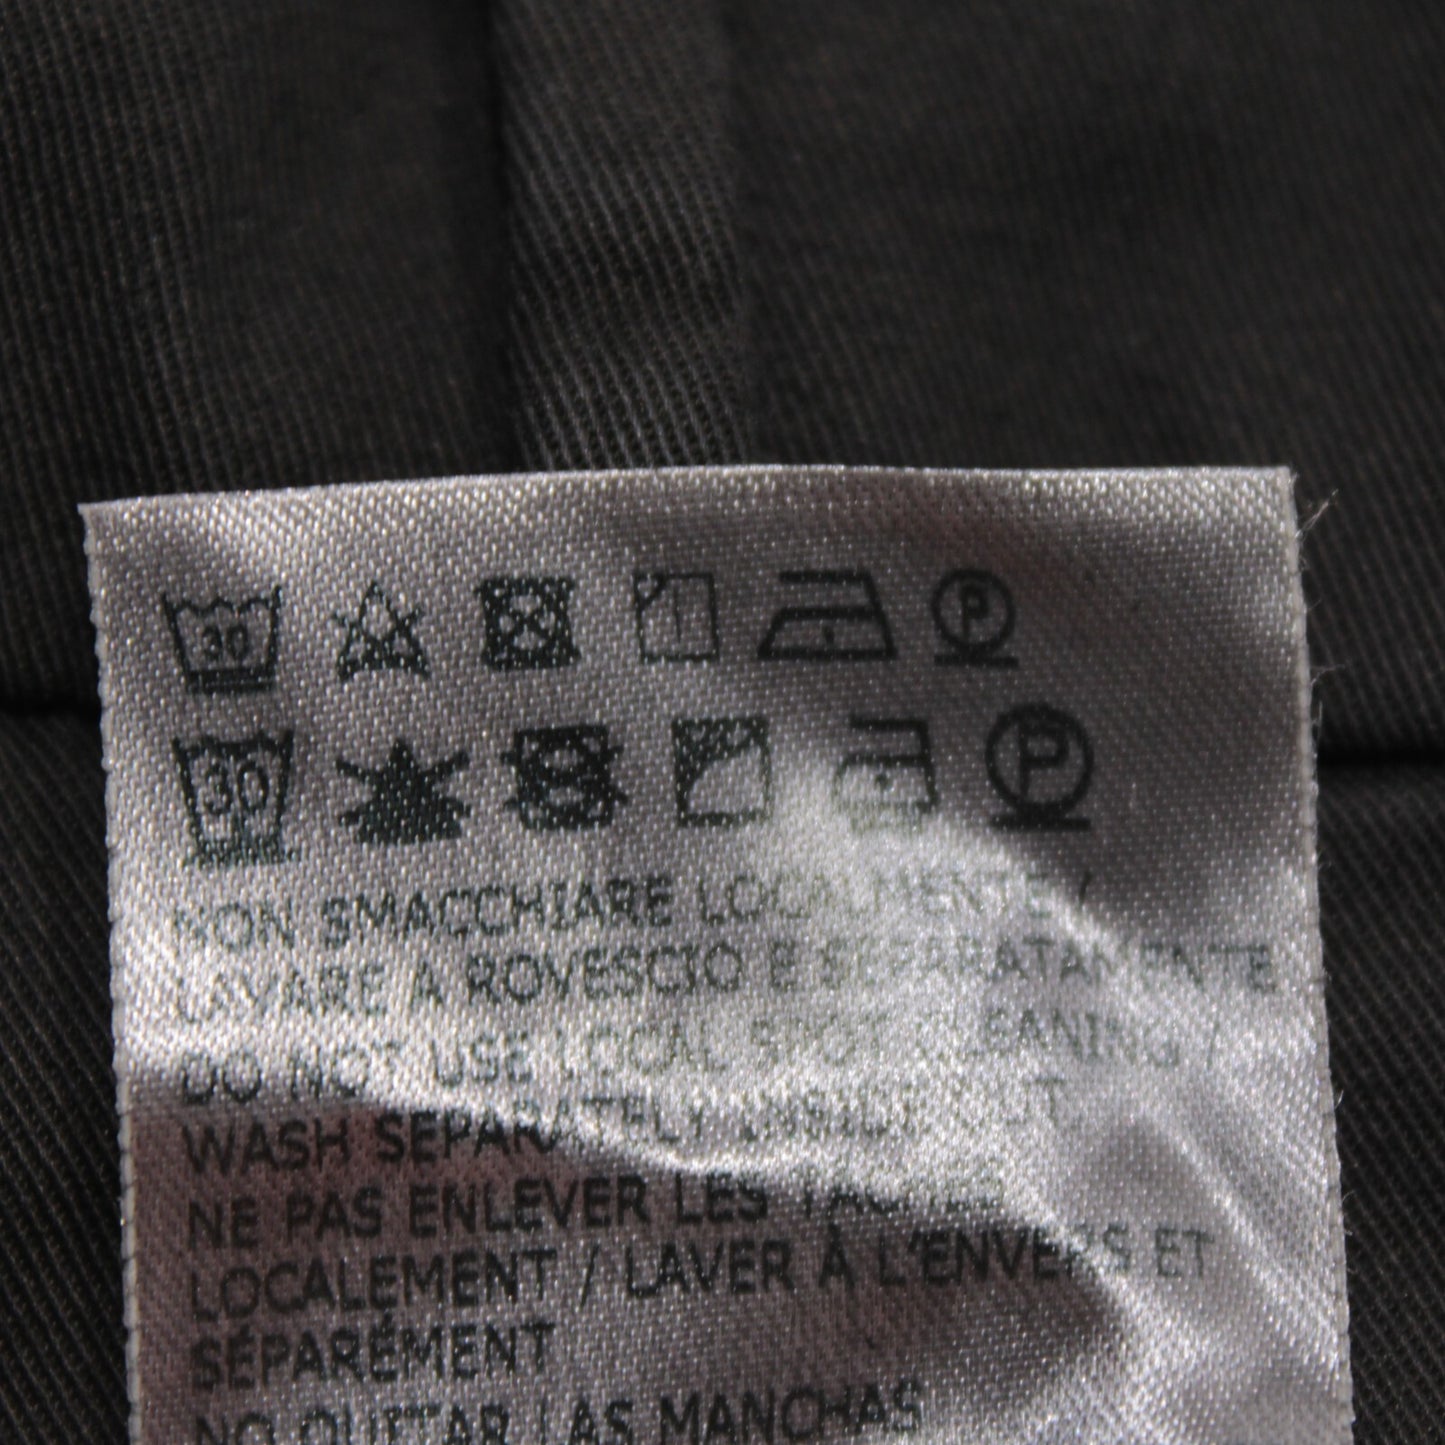 30 P
30 P
NON SMACCHIARE LOCALMENTE /
LAVARE A ROVESCIO E SEPARATAMENTE
DO NOT USE LOCAL SPOT CLEANING /
WASH SEPARATELY INSIDE OUT
NE PAS ENLEVER LES TACHES
LOCALEMENT / LAVER À L'ENVERS ET
SÉPARÉMENT
NO QUITAR LAS MANCHAS